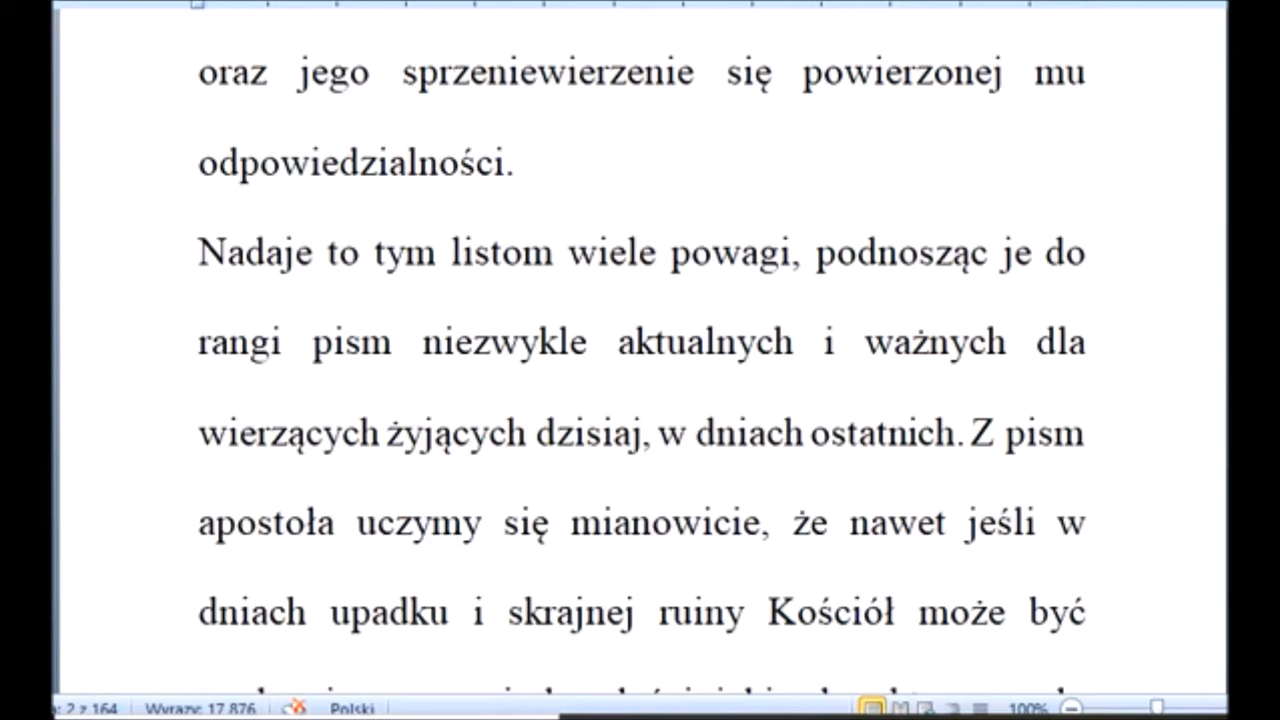 oraz jego sprzeniewierzenie się powierzonej mu
odpowiedzialności.
Nadaje to tym listom wiele powagi, podnosząc je do
rangi pism niezwykle aktualnych i ważnych dla
wierzących żyjących dzisiaj, w dniach ostatnich. Z pism
apostoła uczymy się mianowicie, że nawet jeśli w
dniach upadku i skrajnej ruiny Kościół może być
2 z 164 Wyrazy: 17 876 Polski 100%